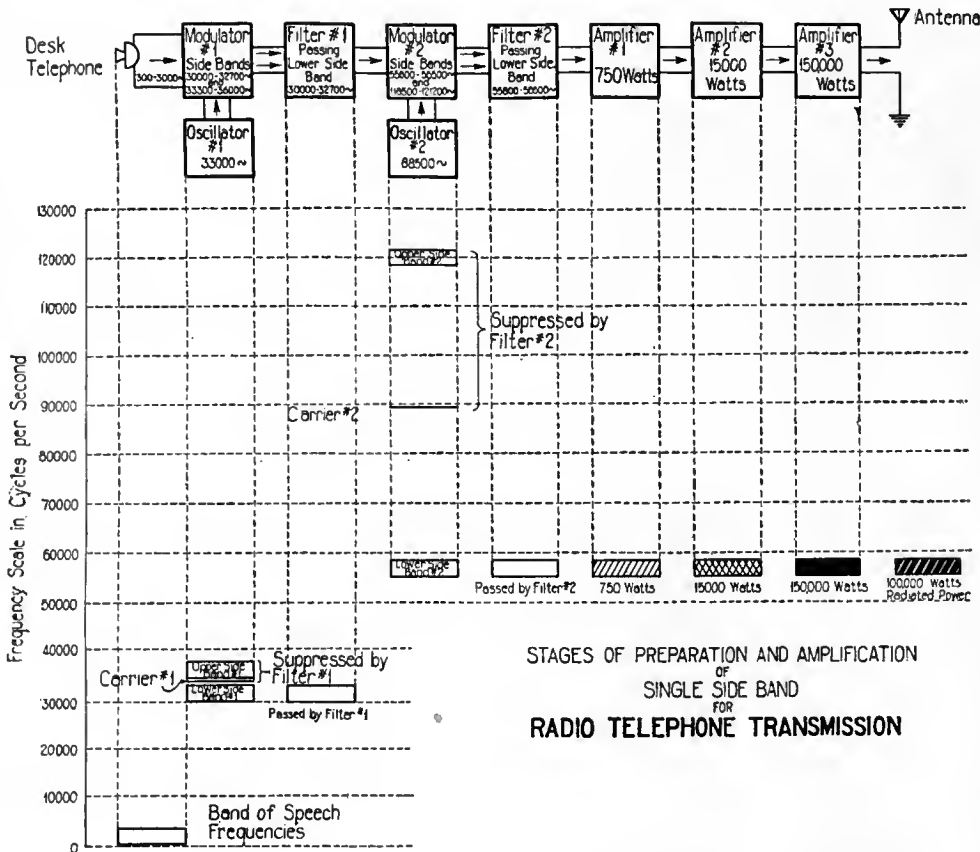 Desk
Telephone
300-3000~
Modulator
#1
Side Bands
30000-32700~
and
33300-36000~
Filter #1
Passing
Lower Side
Band
30000-32700~
Modulator
#2
Side Bands
55800-58500~
and
118500-121200~
Filter #2
Passing
Lower Side
Band
55800-58500~
Amplifier
#1
750 Watts
Amplifier
#2
15000
Watts
Amplifier
#3
150,000
Watts
Antenna
Oscillator
#1
33000~
Oscillator
#2
88500~
Frequency Scale in Cycles per Second
130000
120000
110000
100000
90000
80000
70000
60000
50000
40000
30000
20000
10000
0
Upper Side
Band #2
Suppressed by
Filter #2
Carrier #2
Lower Side
Band #2
Passed by Filter #2
750 Watts
15000 Watts
150,000 Watts
100,000 Watts
Radiated Power
Carrier #1
Upper Side
Band #1
Suppressed by
Filter #1
Lower Side
Band #1
Passed by Filter #1
Band of Speech
Frequencies
STAGES OF PREPARATION AND AMPLIFICATION
OF
SINGLE SIDE BAND
FOR
RADIO TELEPHONE TRANSMISSION